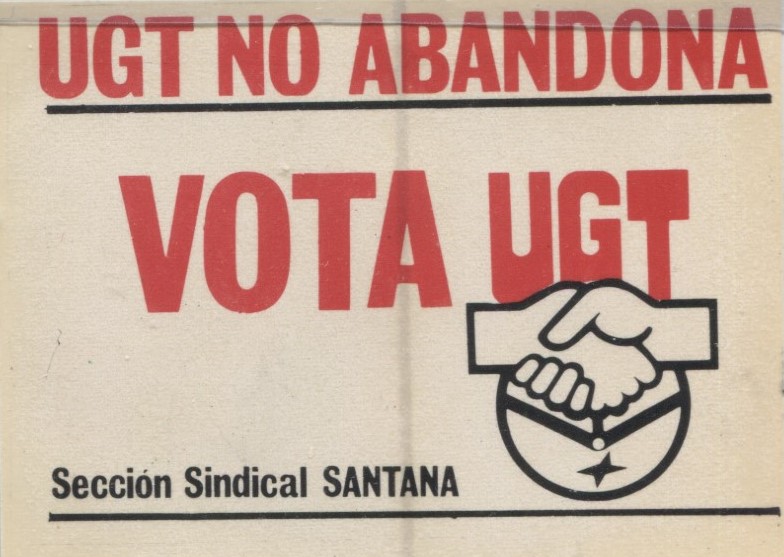 UGT NO ABANDONA
VOTA UGT
Sección Sindical SANTANA